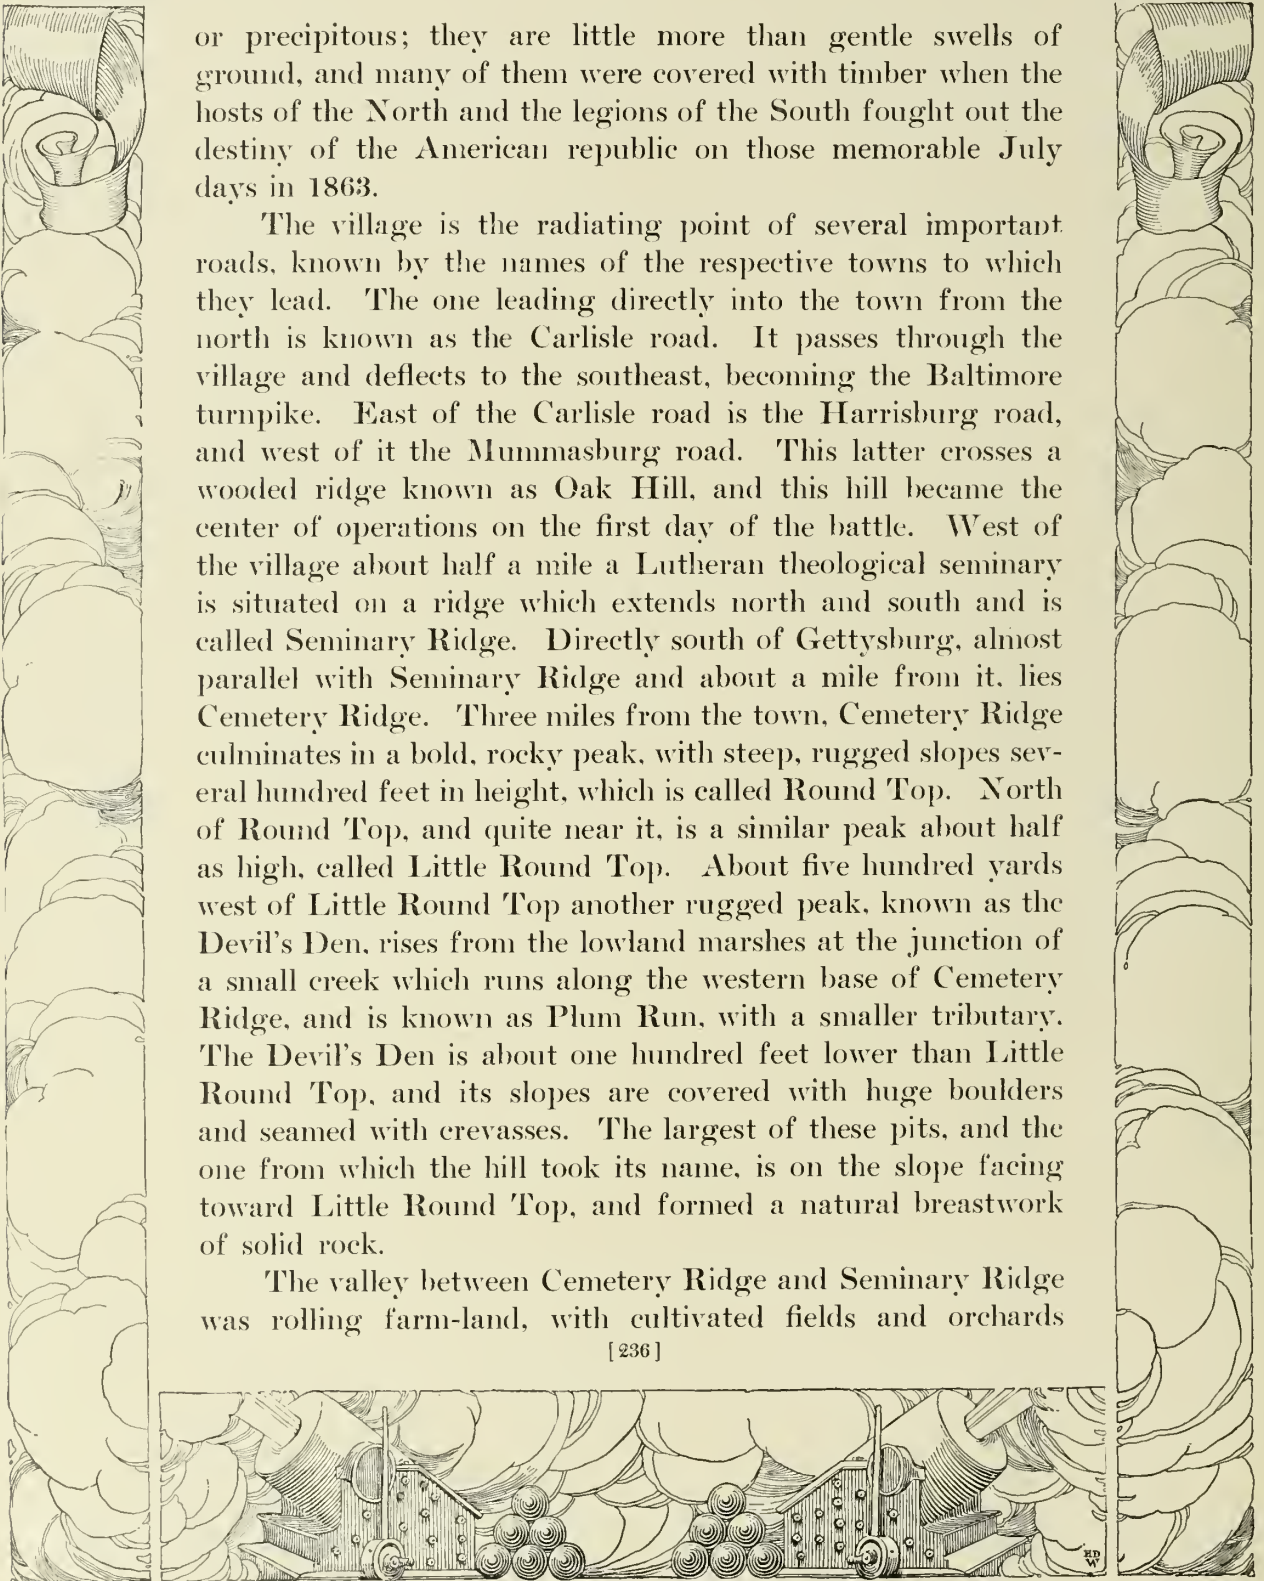 or precipitous; they are little more than gentle swells of
ground, and many of them were covered with timber when the
hosts of the North and the legions of the South fought out the
destiny of the American republic on those memorable July
days in 1863.
The village is the radiating point of several important
roads, known by the names of the respective towns to which
they lead. The one leading directly into the town from the
north is known as the Carlisle road. It passes through the
village and deflects to the southeast, becoming the Baltimore
turnpike. East of the Carlisle road is the Harrisburg road,
and west of it the Mummasburg road. This latter crosses a
wooded ridge known as Oak Hill, and this hill became the
center of operations on the first day of the battle. West of
the village about half a mile a Lutheran theological seminary
is situated on a ridge which extends north and south and is
called Seminary Ridge. Directly south of Gettysburg, almost
parallel with Seminary Ridge and about a mile from it, lies
Cemetery Ridge. Three miles from the town, Cemetery Ridge
culminates in a bold, rocky peak, with steep, rugged slopes sev-
eral hundred feet in height, which is called Round Top. North
of Round Top, and quite near it, is a similar peak about half
as high, called Little Round Top. About five hundred yards
west of Little Round Top another rugged peak, known as the
Devil's Den, rises from the lowland marshes at the junction of
a small creek which runs along the western base of Cemetery
Ridge, and is known as Plum Run, with a smaller tributary.
The Devil's Den is about one hundred feet lower than Little
Round Top, and its slopes are covered with huge boulders
and seamed with crevasses. The largest of these pits, and the
one from which the hill took its name, is on the slope facing
toward Little Round Top, and formed a natural breastwork
of solid rock.
The valley between Cemetery Ridge and Seminary Ridge
was rolling farm-land, with cultivated fields and orchards
[236]
HD
W